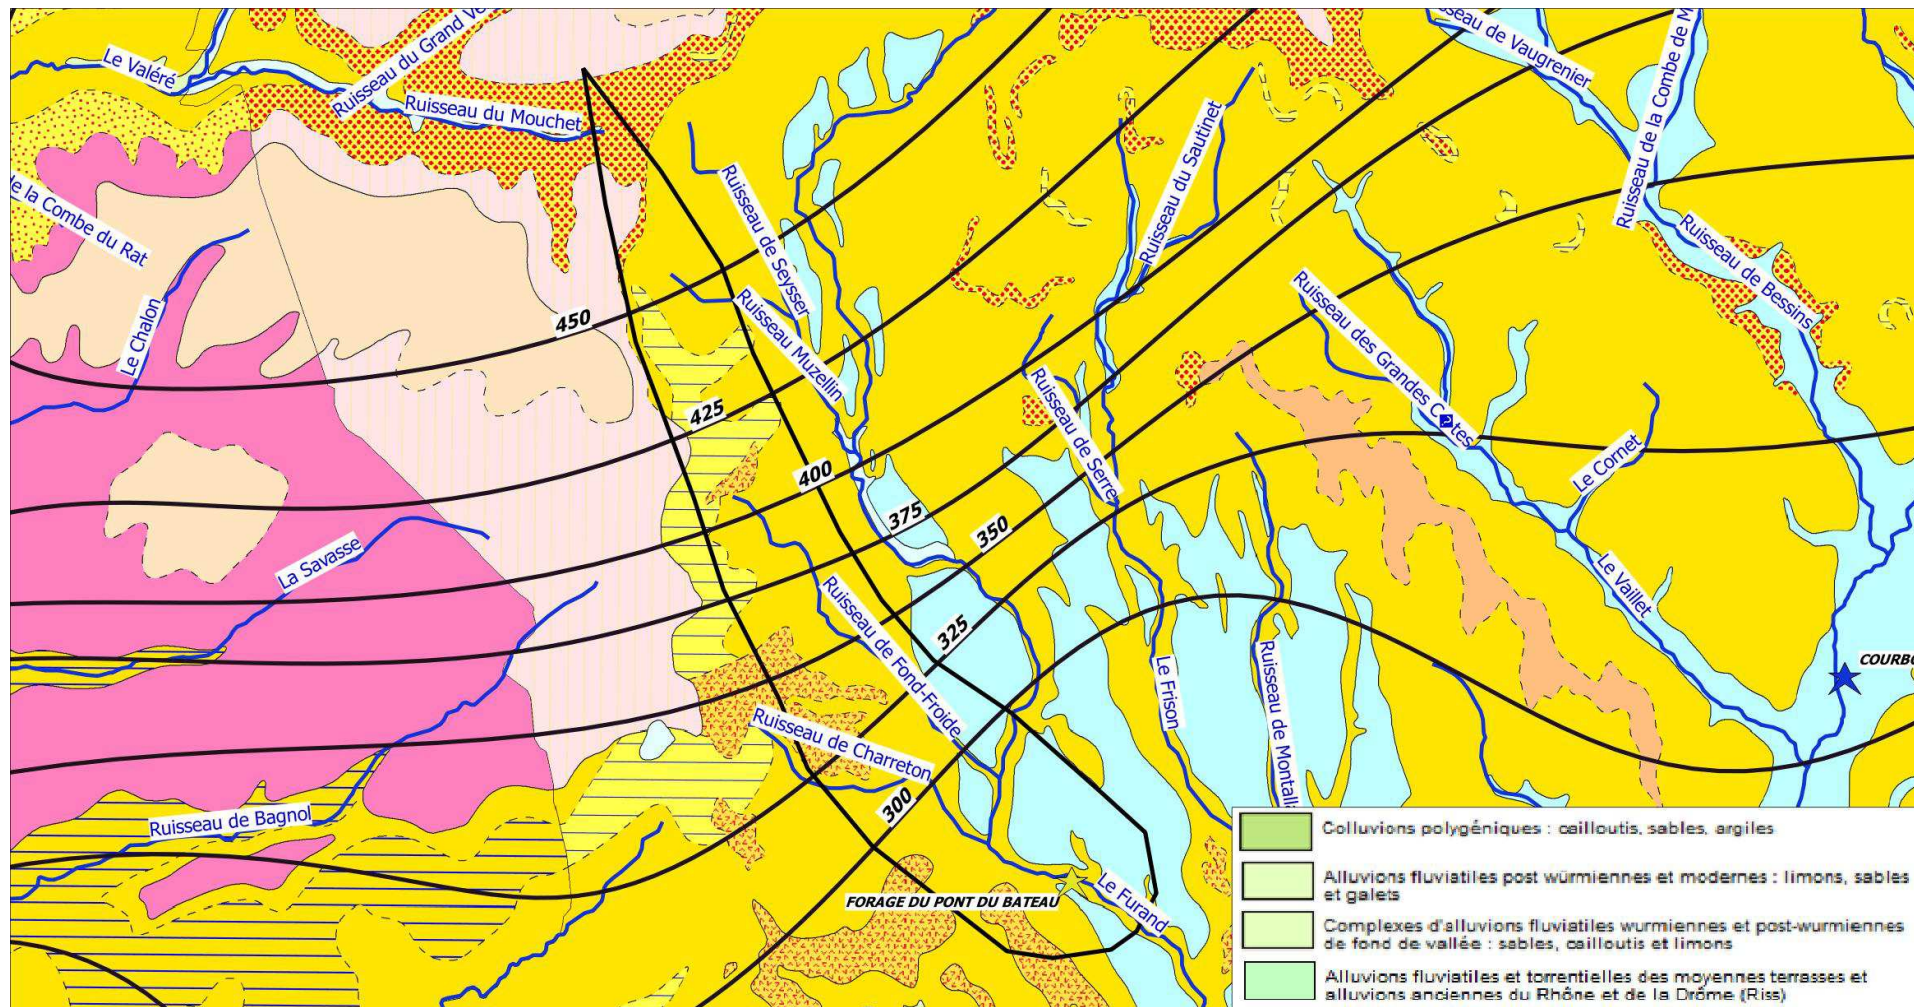 Le Valéré
Ruisseau du Grand Ve
Ruisseau du Mouchet
Ruisseau du Sautinet
sseau de Vaugrenier
Ruisseau de la Combe de M
de la Combe du Rat
Le Chalon
Ruisseau de Seysser
Ruisseau Muzellin
Ruisseau de Bessins
Ruisseau des Grandes C
tes
450
425
400
375
350
325
300
Ruisseau de Serre
Le Cornet
La Savasse
Le Vaillet
Ruisseau de Fond-Froide
Le Frison
Ruisseau de Montalla
COURBO
Ruisseau de Charreton
Ruisseau de Bagnol
FORAGE DU PONT DU BATEAU
Le Furand
Colluvions polygéniques : cailloutis, sables, argiles
Alluvions fluviatiles post würmiennes et modernes : limons, sables
et galets
Complexes d'alluvions fluviatiles wurmiennes et post-wurmiennes
de fond de vallée : sables, cailloutis et limons
Alluvions fluviatiles et torrentielles des moyennes terrasses et
alluvions anciennes du Rhône et de la Drôme (Riss)